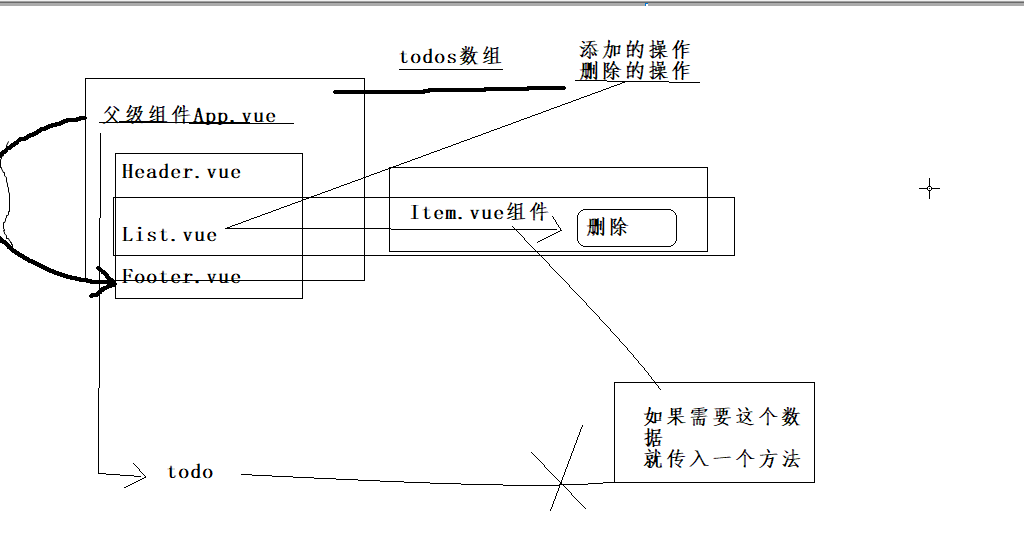 todos数组
添加的操作
删除的操作
父级组件App.vue
Header.vue
Item.vue组件
删除
List.vue
Footer.vue
如果需要这个数
据
就传入一个方法
todo